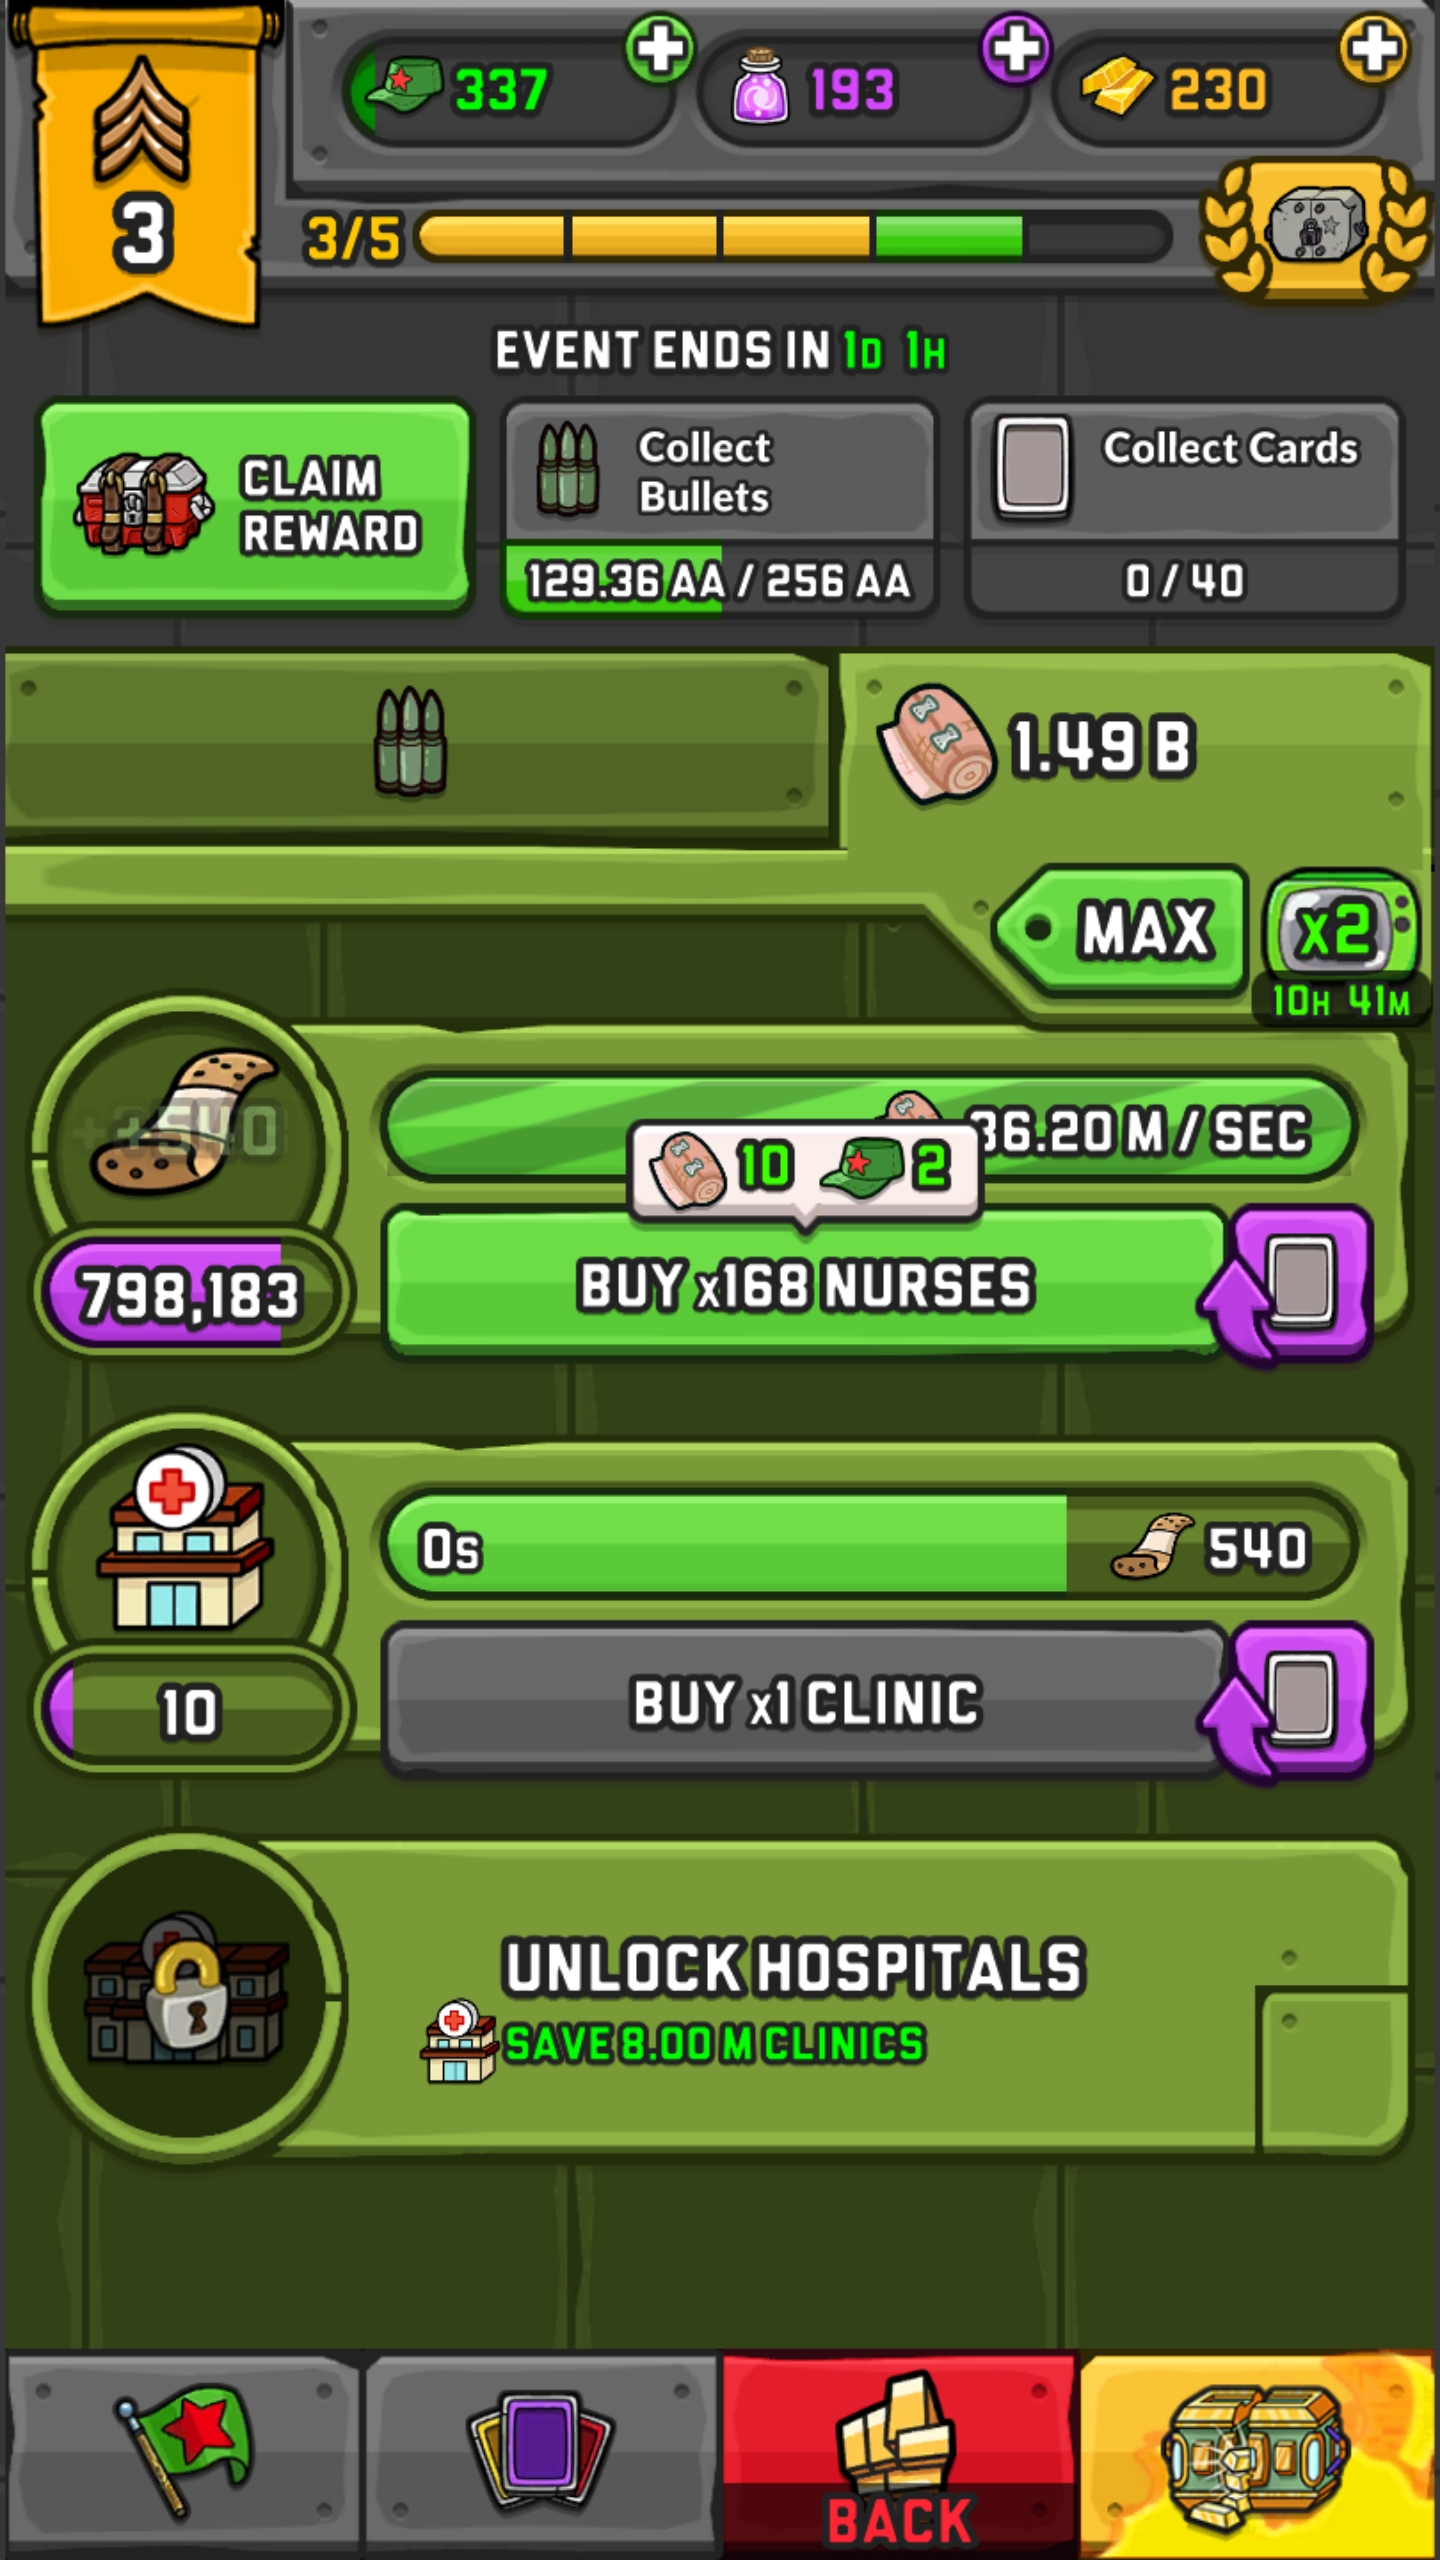 337
193
230
3
3/5
EVENT ENDS IN 1D 1H
CLAIM
REWARD
Collect
Bullets
129.36 AA / 256 AA
Collect Cards
0 / 40
1.49 B
MAX
x2
10H 41M
36.20 M / SEC
10
2
798,183
BUY x168 NURSES
0s
540
10
BUY x1 CLINIC
UNLOCK HOSPITALS
SAVE 8.00 M CLINICS
BACK